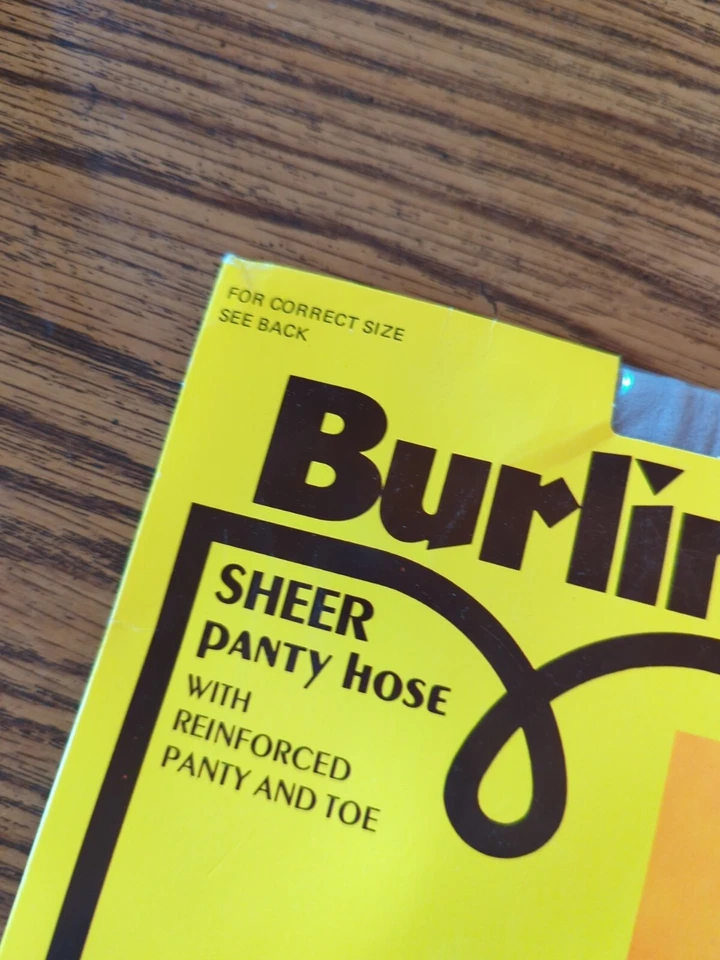 FOR CORRECT SIZE
SEE BACK
Burlin
SHEER
PANTY HOSE
WITH
REINFORCED
PANTY AND TOE